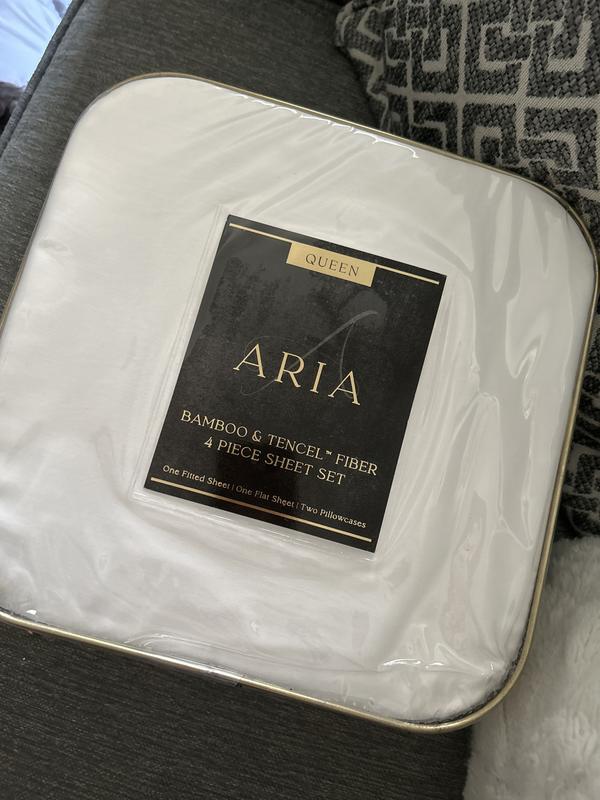 QUEEN
ARIA
BAMBOO & TENCEL™ FIBER
4 PIECE SHEET SET
One Fitted Sheet | One Flat Sheet | Two Pillowcases